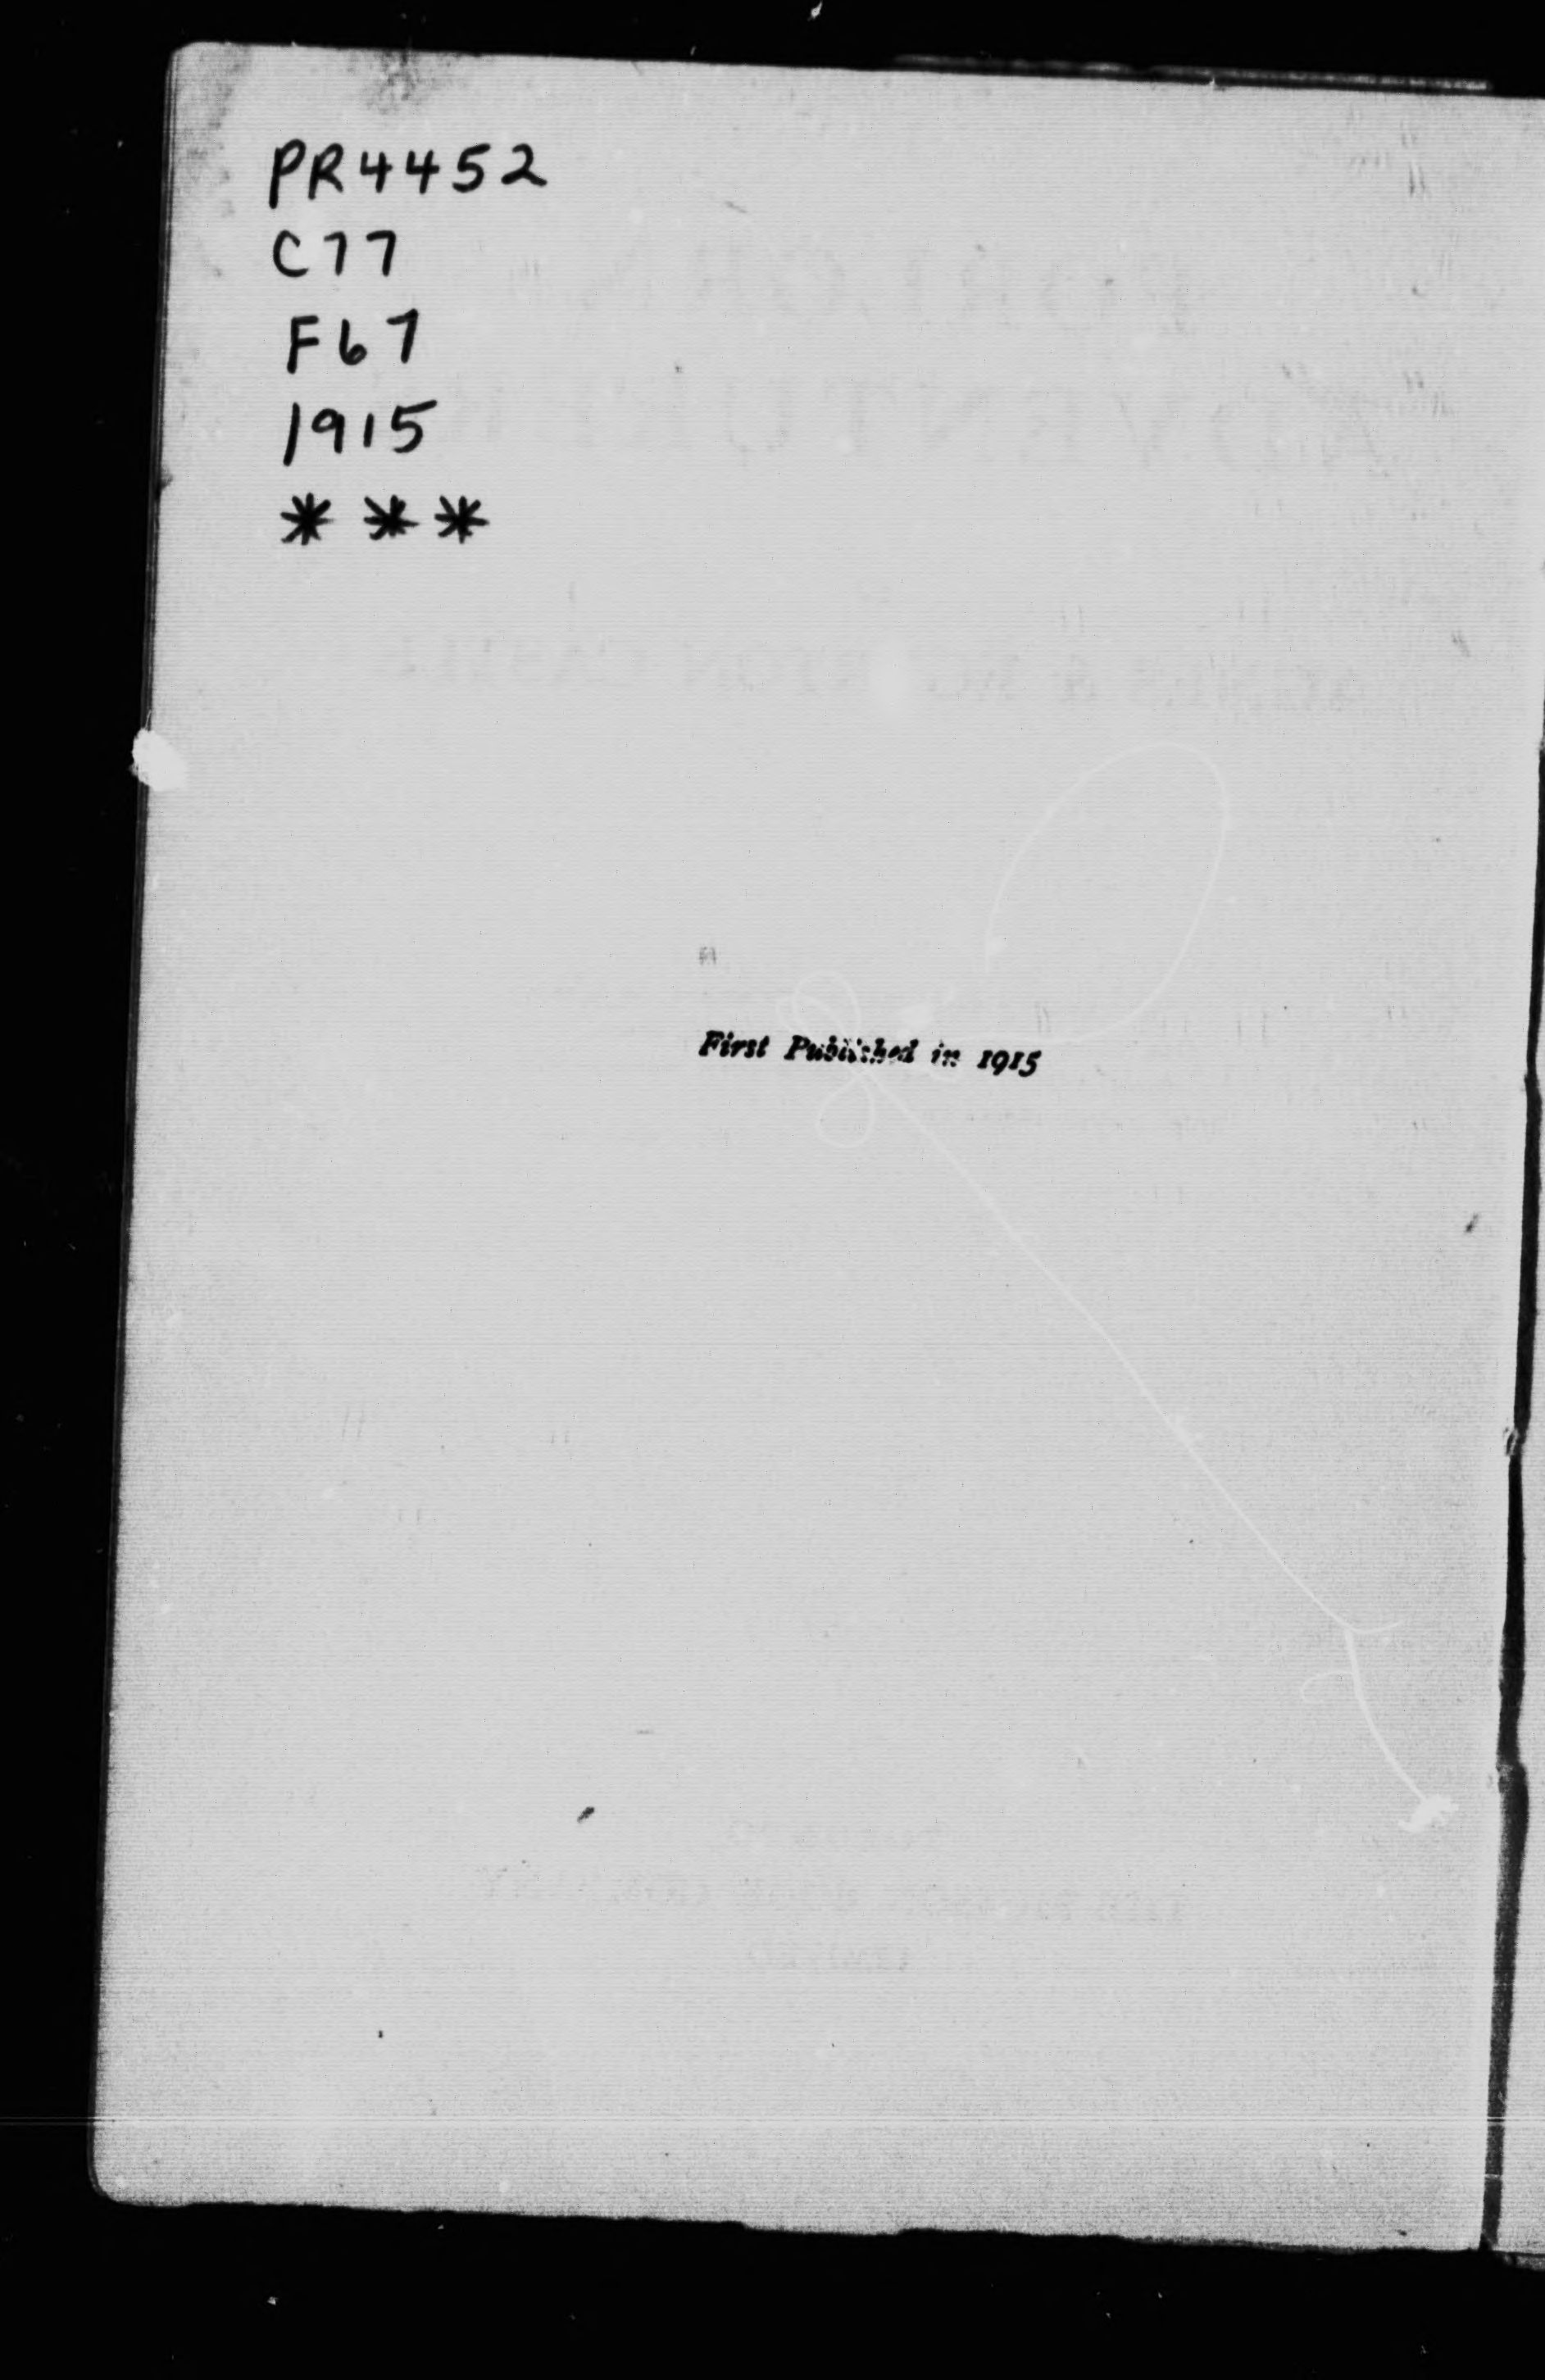 PR4452
C77
F67
1915
* * *
First Published in 1915